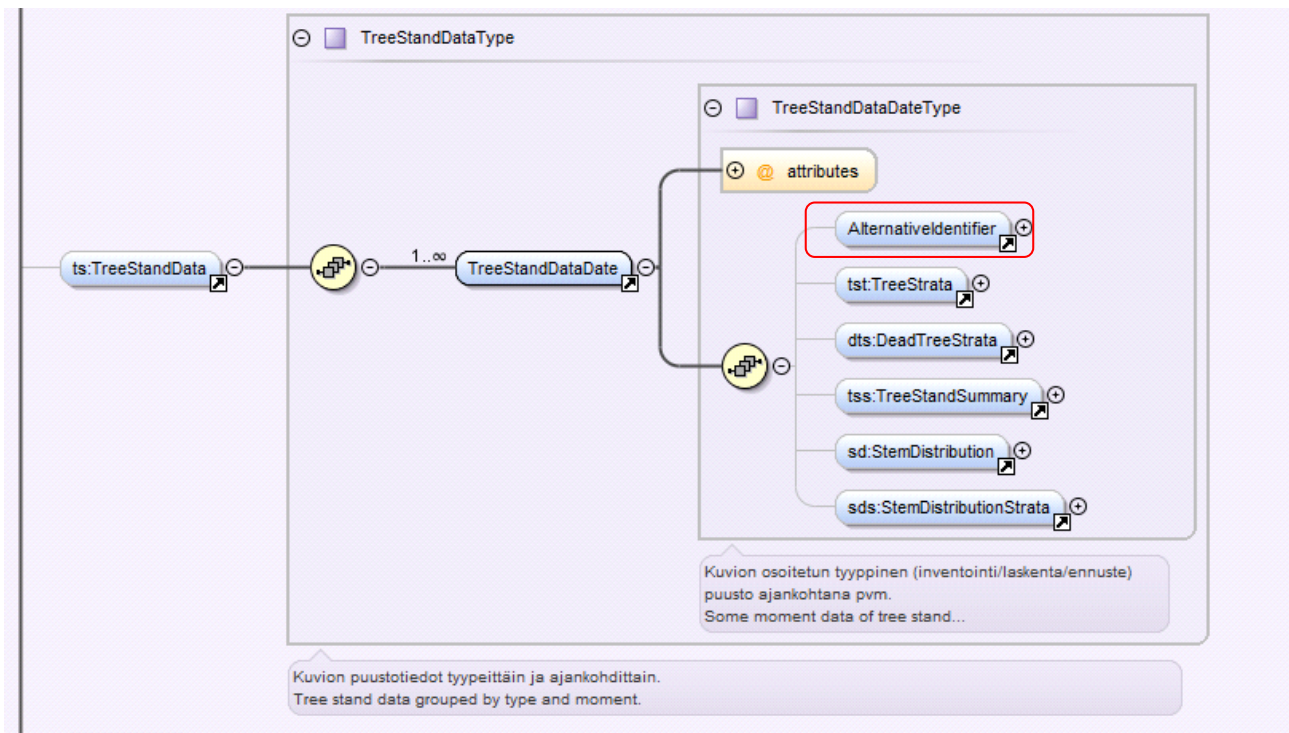 TreeStandDataType
TreeStandDataDateType
@ attributes
AlternativeIdentifier
ts:TreeStandData
1..∞
TreeStandDataDate
tst:TreeStrata
dts:DeadTreeStrata
tss:TreeStandSummary
sd:StemDistribution
sds:StemDistributionStrata
Kuvion osoitetun tyyppinen (inventointi/laskenta/ennuste)
puusto ajankohtana pvm.
Some moment data of tree stand...
Kuvion puustotiedot tyypeittäin ja ajankohdittain.
Tree stand data grouped by type and moment.